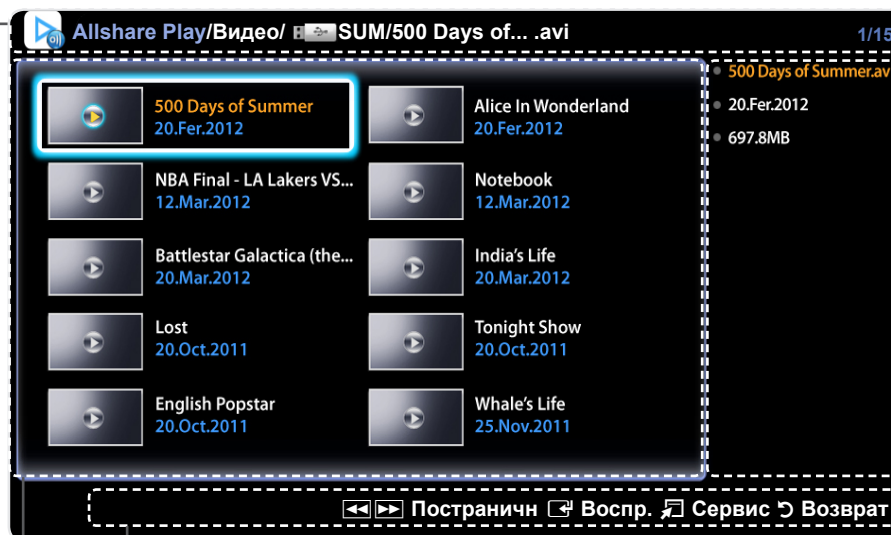 Allshare Play/Видео/ SUM/500 Days of... .avi 1/15
500 Days of Summer
20.Fer.2012
Alice In Wonderland
20.Fer.2012
NBA Final - LA Lakers VS...
12.Mar.2012
Notebook
12.Mar.2012
Battlestar Galactica (the...
20.Mar.2012
India's Life
20.Mar.2012
Lost
20.Oct.2011
Tonight Show
20.Oct.2011
English Popstar
20.Oct.2011
Whale's Life
25.Nov.2011
500 Days of Summer.av
20.Fer.2012
697.8MB
Постраничн Воспр. Сервис Возврат